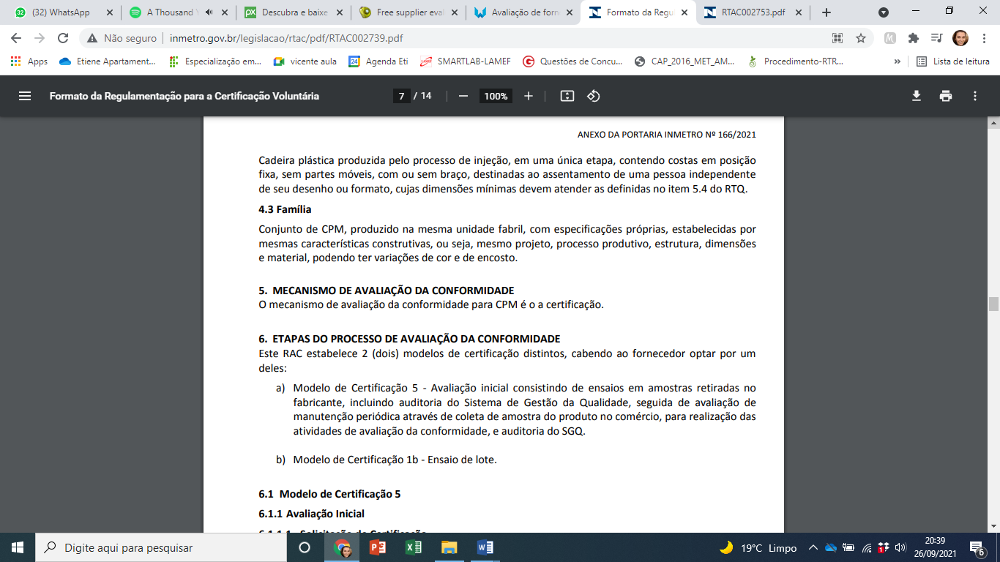 (32) WhatsApp
A Thousand Y
Descubra e baixe
Free supplier eval
Avaliação de forn
Formato da Regu
RTAC002753.pdf
Não seguro | inmetro.gov.br/legislacao/rtac/pdf/RTAC002739.pdf
Apps
Etiene Apartament...
Especialização em...
vicente aula
24
Agenda Eti
SMARTLAB-LAMEF
Questões de Concu...
CAP_2016_MET_AM...
Procedimento-RTR...
»
Lista de leitura
Formato da Regulamentação para a Certificação Voluntária
7 / 14
100%
ANEXO DA PORTARIA INMETRO Nº 166/2021
Cadeira plástica produzida pelo processo de injeção, em uma única etapa, contendo costas em posição
fixa, sem partes móveis, com ou sem braço, destinadas ao assentamento de uma pessoa independente
de seu desenho ou formato, cujas dimensões mínimas devem atender as definidas no item 5.4 do RTQ.
4.3 Família
Conjunto de CPM, produzido na mesma unidade fabril, com especificações próprias, estabelecidas por
mesmas características construtivas, ou seja, mesmo projeto, processo produtivo, estrutura, dimensões
e material, podendo ter variações de cor e de encosto.
5. MECANISMO DE AVALIAÇÃO DA CONFORMIDADE
O mecanismo de avaliação da conformidade para CPM é o a certificação.
6. ETAPAS DO PROCESSO DE AVALIAÇÃO DA CONFORMIDADE
Este RAC estabelece 2 (dois) modelos de certificação distintos, cabendo ao fornecedor optar por um
deles:
a) Modelo de Certificação 5 - Avaliação inicial consistindo de ensaios em amostras retiradas no
fabricante, incluindo auditoria do Sistema de Gestão da Qualidade, seguida de avaliação de
manutenção periódica através de coleta de amostra do produto no comércio, para realização das
atividades de avaliação da conformidade, e auditoria do SGQ.
b) Modelo de Certificação 1b - Ensaio de lote.
6.1 Modelo de Certificação 5
6.1.1 Avaliação Inicial
6.1.1.1 Solicitação de Certificação
Digite aqui para pesquisar
19°C Limpo
20:39
26/09/2021
6